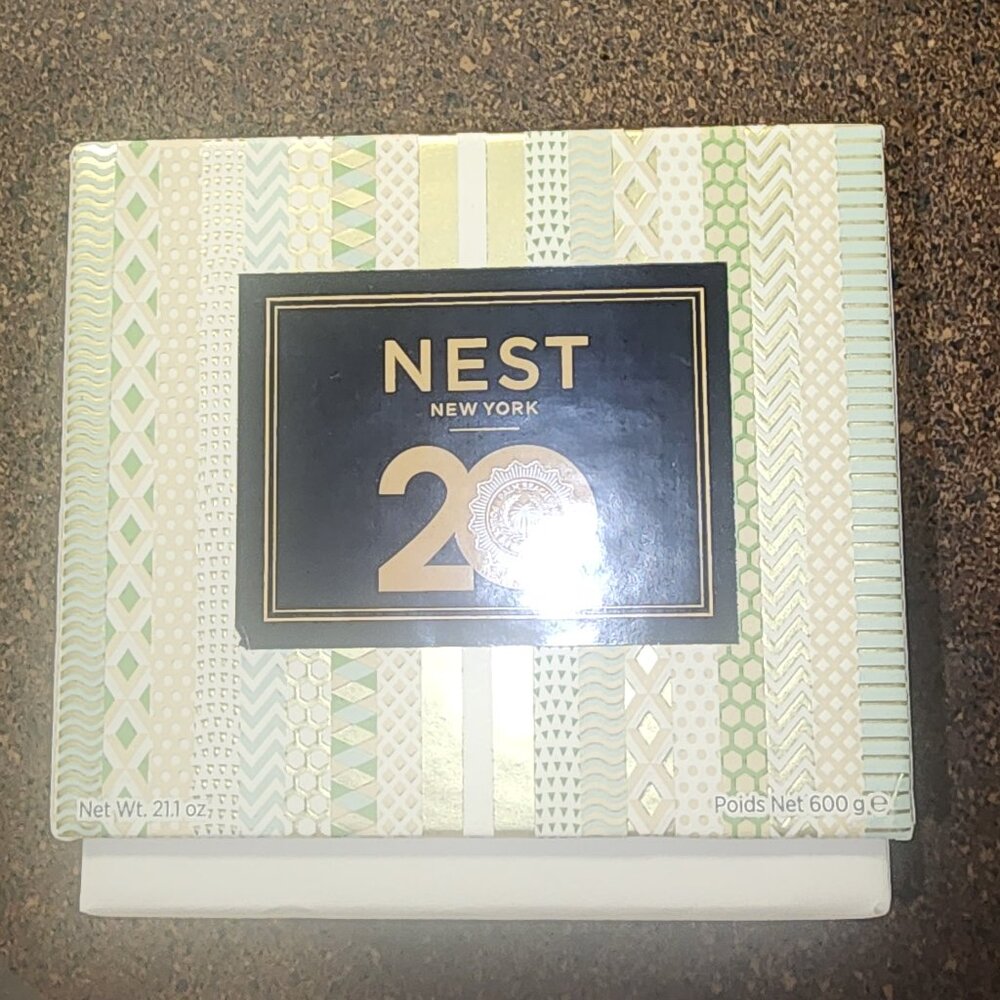 NEST
NEW YORK
20
Net Wt. 21.1 oz
Poids Net 600 g ℮